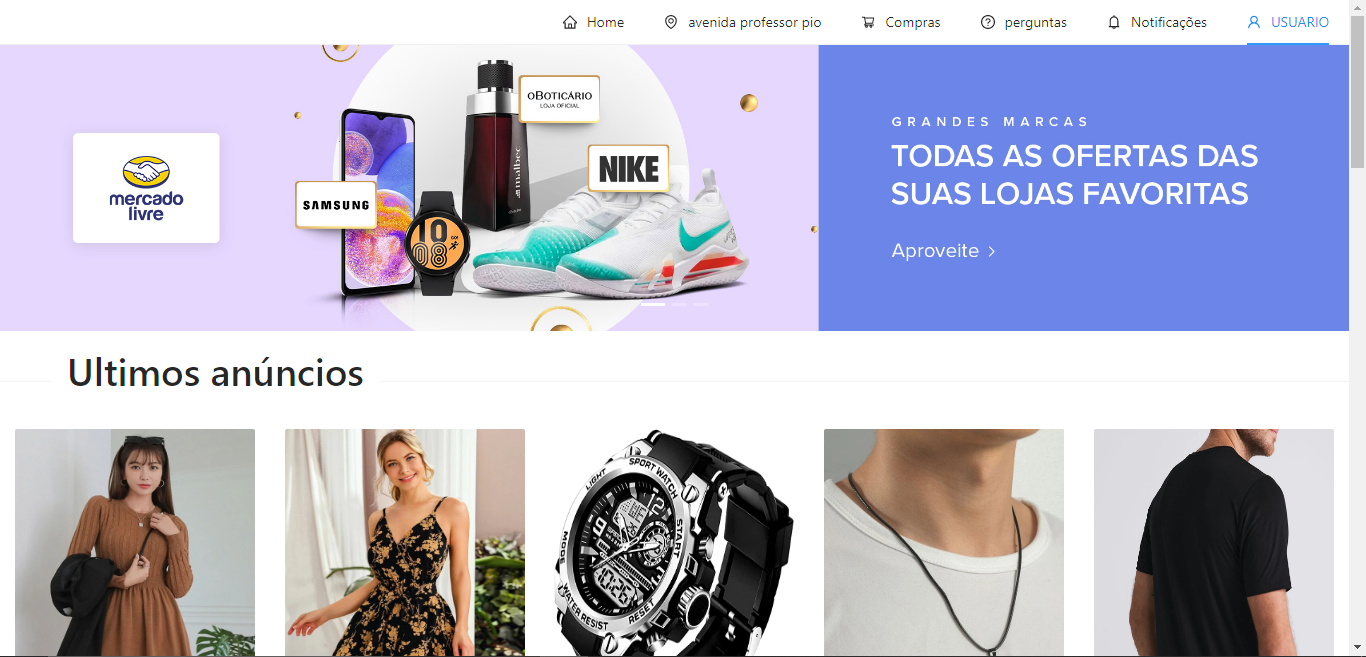 Home
avenida professor pio
Compras
perguntas
Notificações
USUARIO
mercado
livre
SAMSUNG
10
08
malbec
oBOTICÁRIO
LOJA OFICIAL
NIKE
GRANDES MARCAS
TODAS AS OFERTAS DAS
SUAS LOJAS FAVORITAS
Aproveite >
Ultimos anúncios
LIGHT
SPORT WATCH
START
RESET
WATER RESIST
MODE